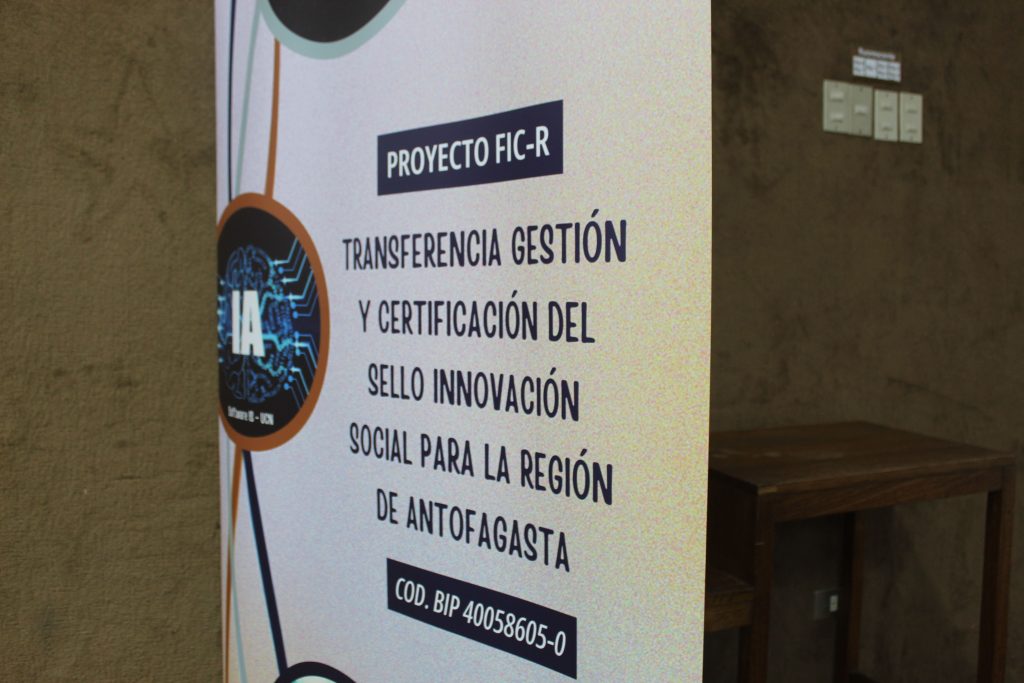 PROYECTO FIC-R
TRANSFERENCIA GESTIÓN
Y CERTIFICACIÓN DEL
SELLO INNOVACIÓN
SOCIAL PARA LA REGIÓN
DE ANTOFAGASTA
COD. BIP 40058605-0
IA
- UCN